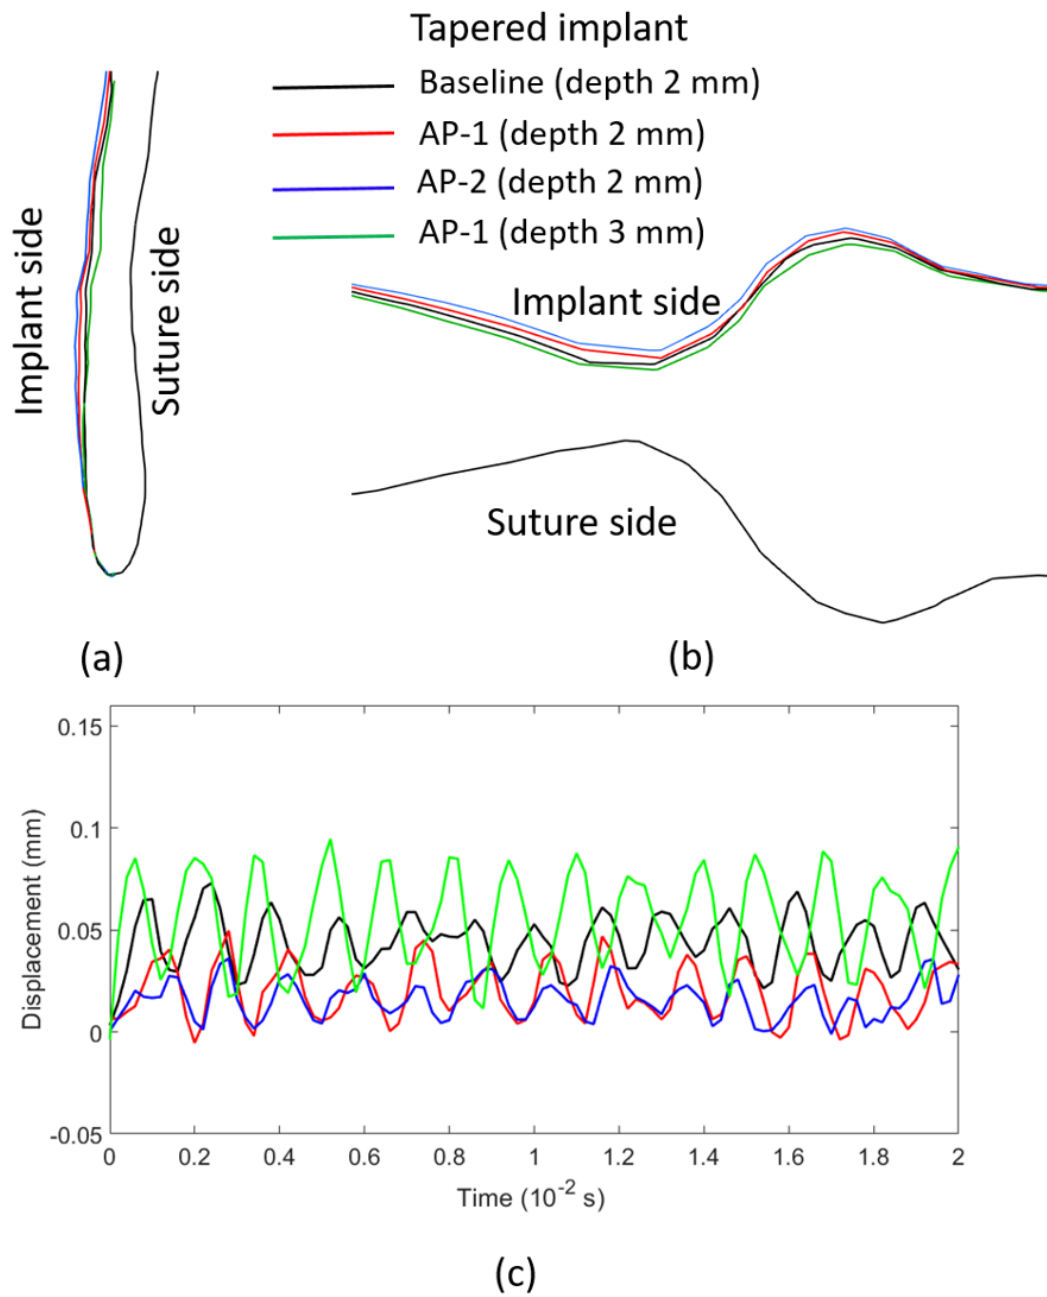 Tapered implant
Baseline (depth 2 mm)
AP-1 (depth 2 mm)
AP-2 (depth 2 mm)
AP-1 (depth 3 mm)
Implant side
Suture side
Implant side
Suture side
(a)
(b)
0.15
0.1
0.05
0
-0.05
Displacement (mm)
0 0.2 0.4 0.6 0.8 1 1.2 1.4 1.6 1.8 2
Time (10⁻² s)
(c)